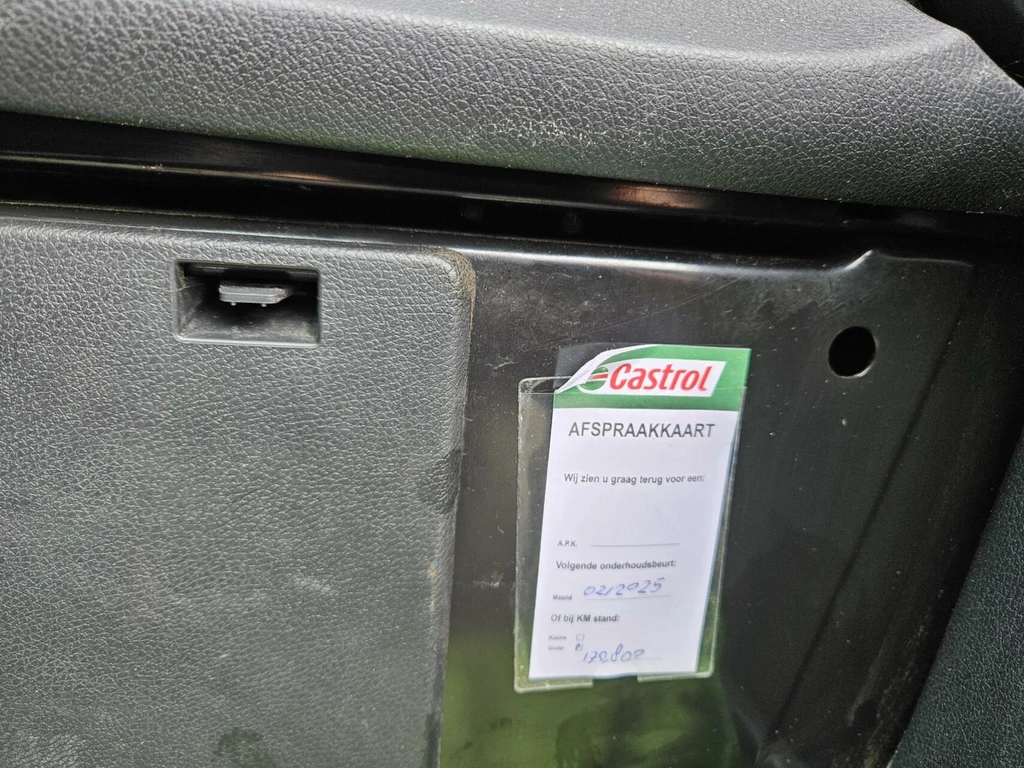 Castrol
AFSPRAAKKAART
Wij zien u graag terug voor een:
A.P.K.
Volgende onderhoudsbeurt:
Maand 02/2025
Of bij KM stand:
Kleine
Grote